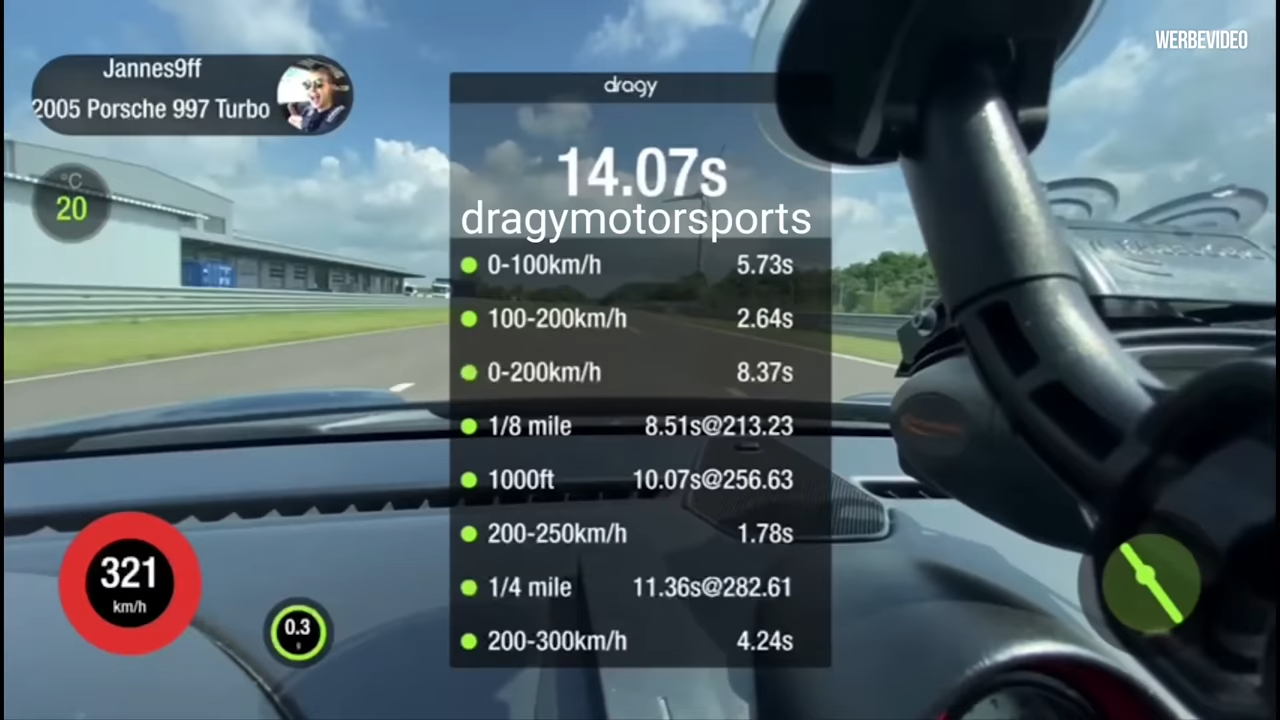 WERBEVIDEO
Jannes9ff
2005 Porsche 997 Turbo
°C
20
dragy
14.07s
dragymotorsports
0-100km/h 5.73s
100-200km/h 2.64s
0-200km/h 8.37s
1/8 mile 8.51s@213.23
1000ft 10.07s@256.63
200-250km/h 1.78s
1/4 mile 11.36s@282.61
200-300km/h 4.24s
321
km/h
0.3
g